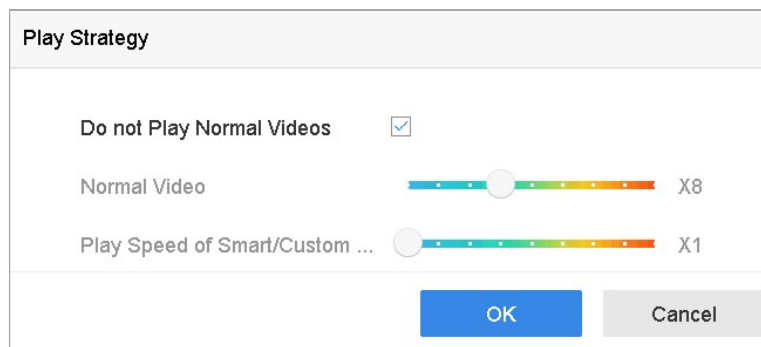 Play Strategy
Do not Play Normal Videos
Normal Video X8
Play Speed of Smart/Custom ... X1
OK Cancel